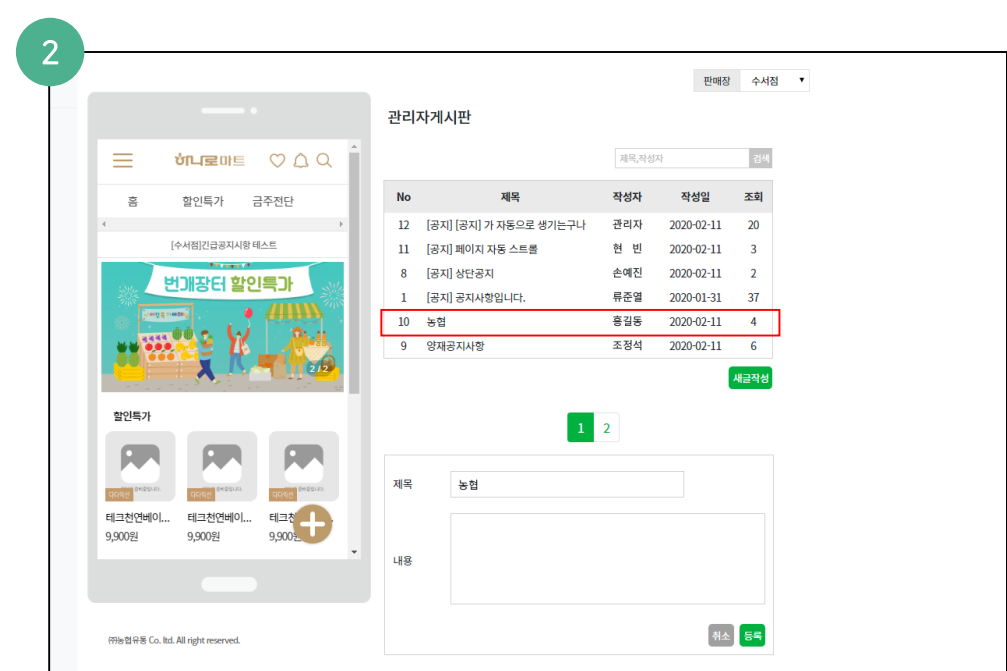 2
판매장 수서점
관리자게시판
하나로마트
제목,작성자 검색
홈 할인특가 금주전단
[수서점]긴급공지시항 테스트
번개장터 할인특가
2 / 2
할인특가
테크천연베이... 테크천연베이... 테크천
9,900원 9,900원 9,900원
㈜농협유통 Co. ltd. All right reserved.
No 제목 작성자 작성일 조회
12 [공지] [공지] 가 자동으로 생기는구나 관리자 2020-02-11 20
11 [공지] 페이지 자동 스트롤 현 빈 2020-02-11 3
8 [공지] 상단공지 손예진 2020-02-11 2
1 [공지] 공지사항입니다. 류준열 2020-01-31 37
10 농협 홍길동 2020-02-11 4
9 양재공지사항 조정석 2020-02-11 6
새글작성
1 2
제목 농협
내용
취소 등록